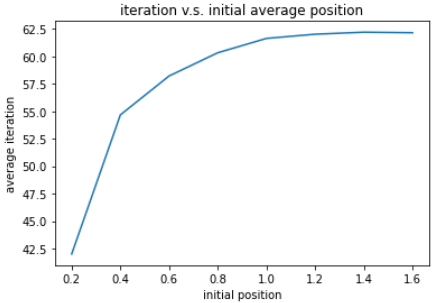 iteration v.s. initial average position
62.5
60.0
57.5
55.0
52.5
50.0
47.5
45.0
42.5
average iteration
0.2 0.4 0.6 0.8 1.0 1.2 1.4 1.6
initial position